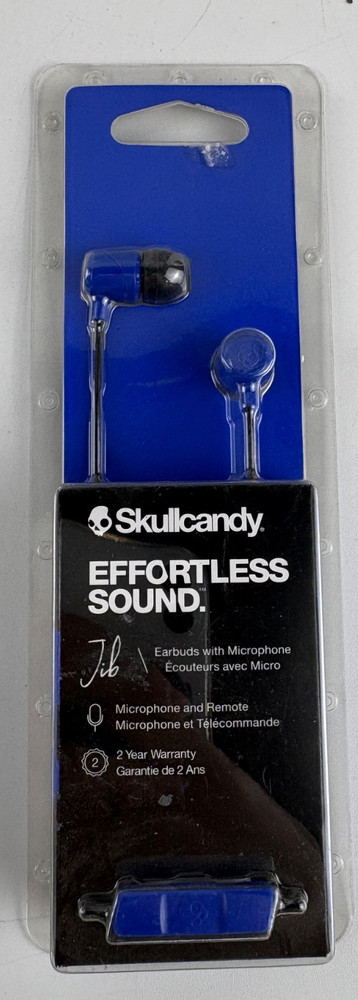 Skullcandy®
EFFORTLESS
SOUND.™
Jib \ Earbuds with Microphone
Écouteurs avec Micro
Microphone and Remote
Microphone et Télécommande
2
2 Year Warranty
Garantie de 2 Ans